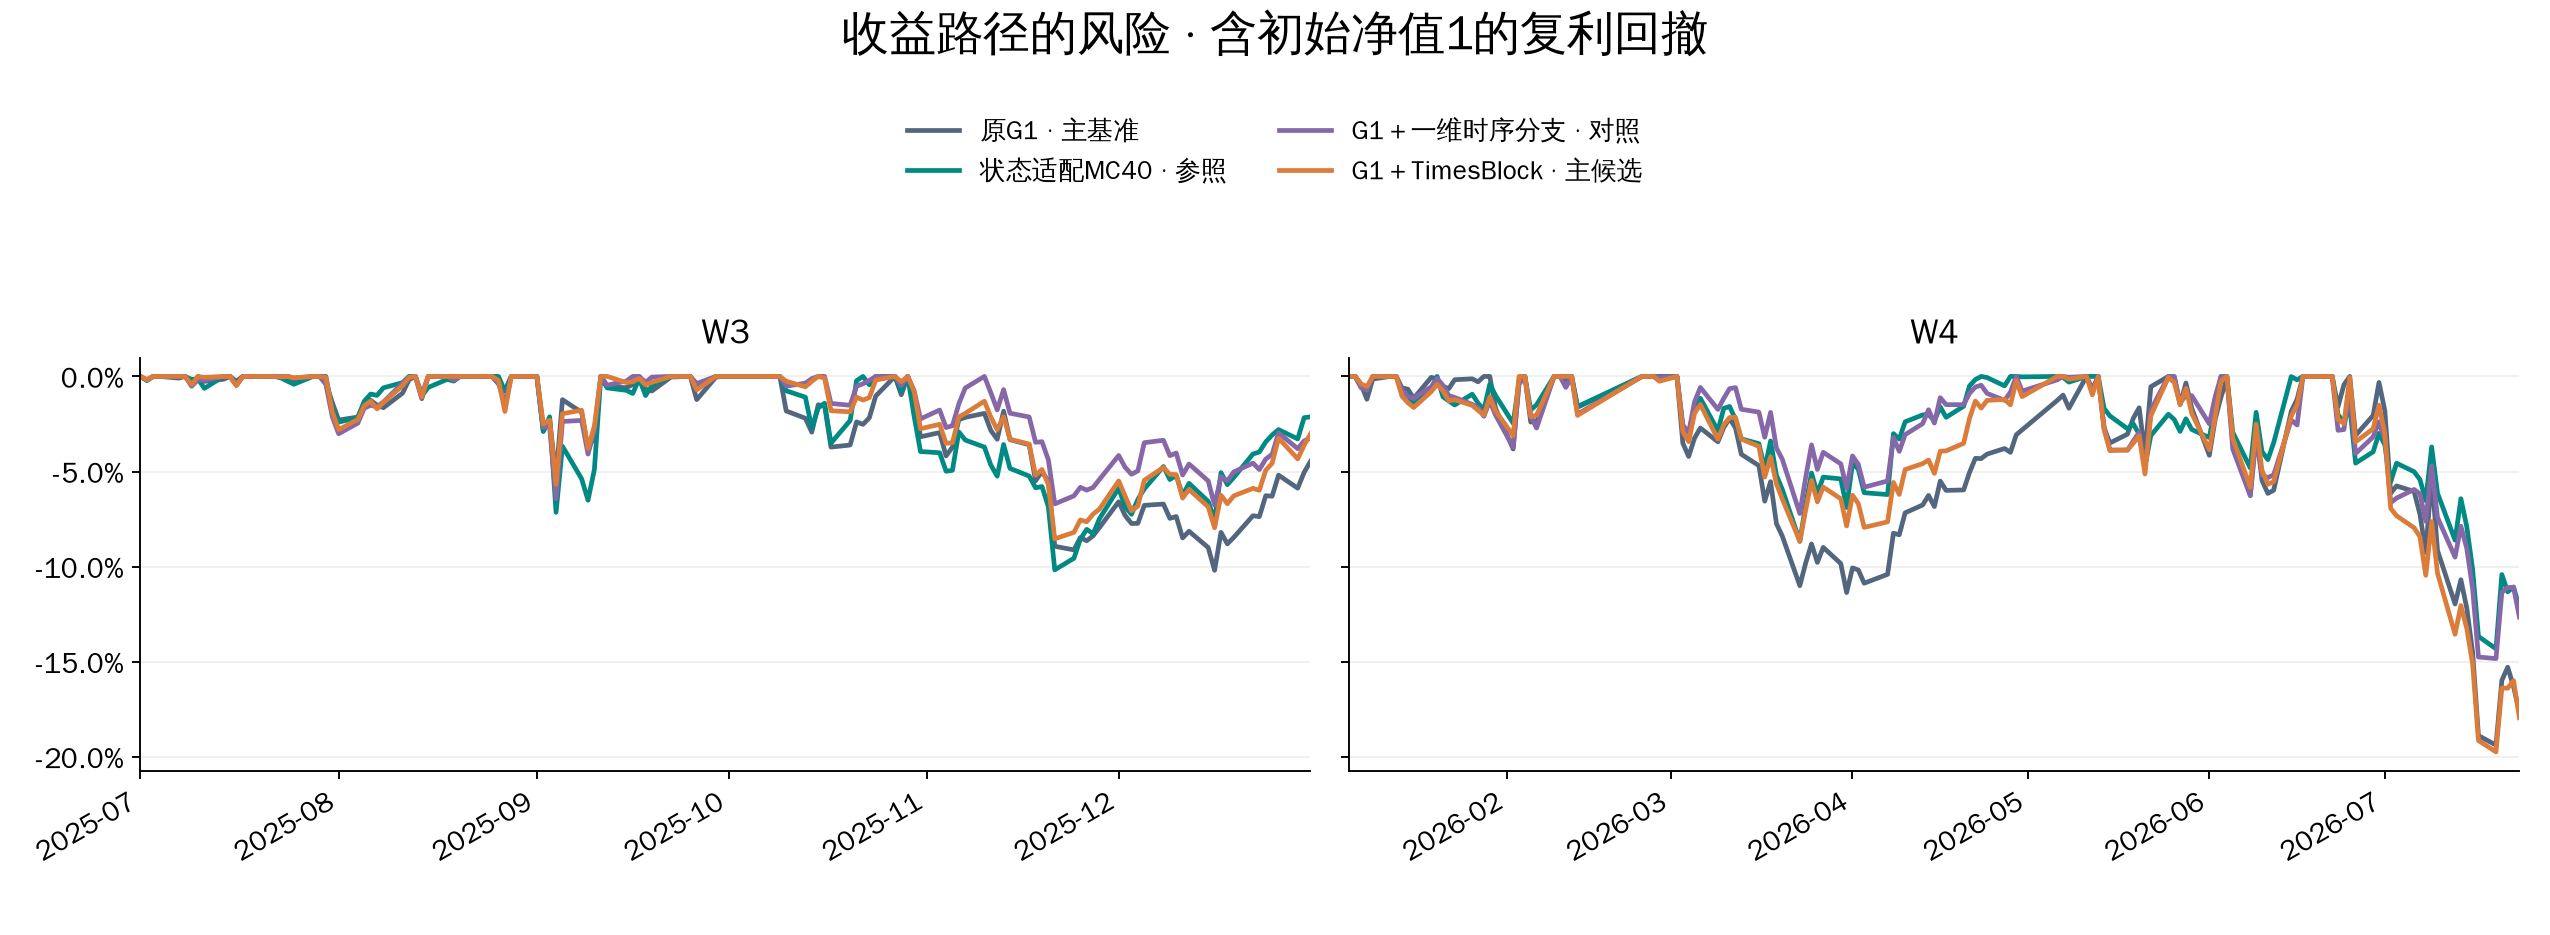 收益路径的风险 · 含初始净值1的复利回撤
原G1 · 主基准
状态适配MC40 · 参照
G1＋一维时序分支 · 对照
G1＋TimesBlock · 主候选
W3
W4
0.0%
-5.0%
-10.0%
-15.0%
-20.0%
2025-07
2025-08
2025-09
2025-10
2025-11
2025-12
2026-02
2026-03
2026-04
2026-05
2026-06
2026-07